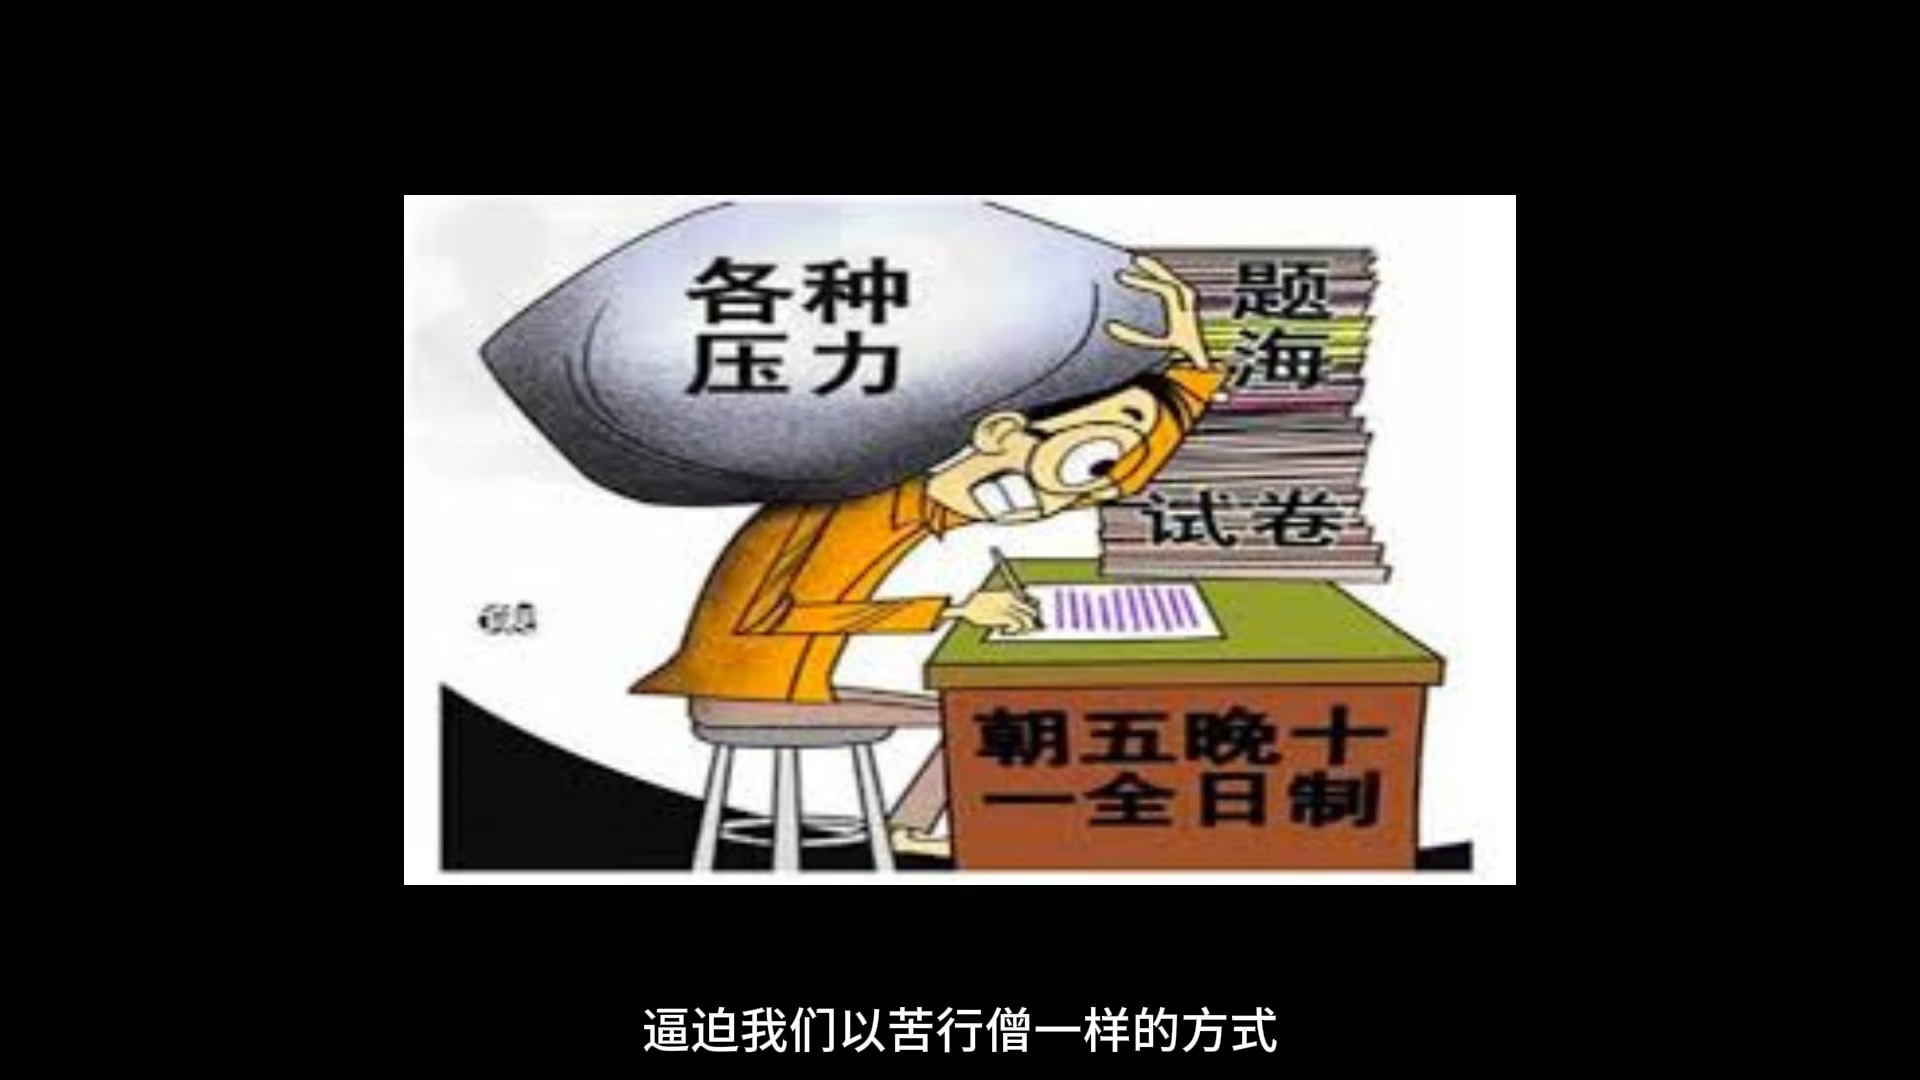 各种
压力
题
海
试卷
朝五晚十
一全日制
逼迫我们以苦行僧一样的方式